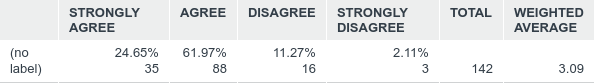 STRONGLY AGREE AGREE DISAGREE STRONGLY DISAGREE TOTAL WEIGHTED AVERAGE
(no label) 24.65% 61.97% 11.27% 2.11%
35 88 16 3 142 3.09